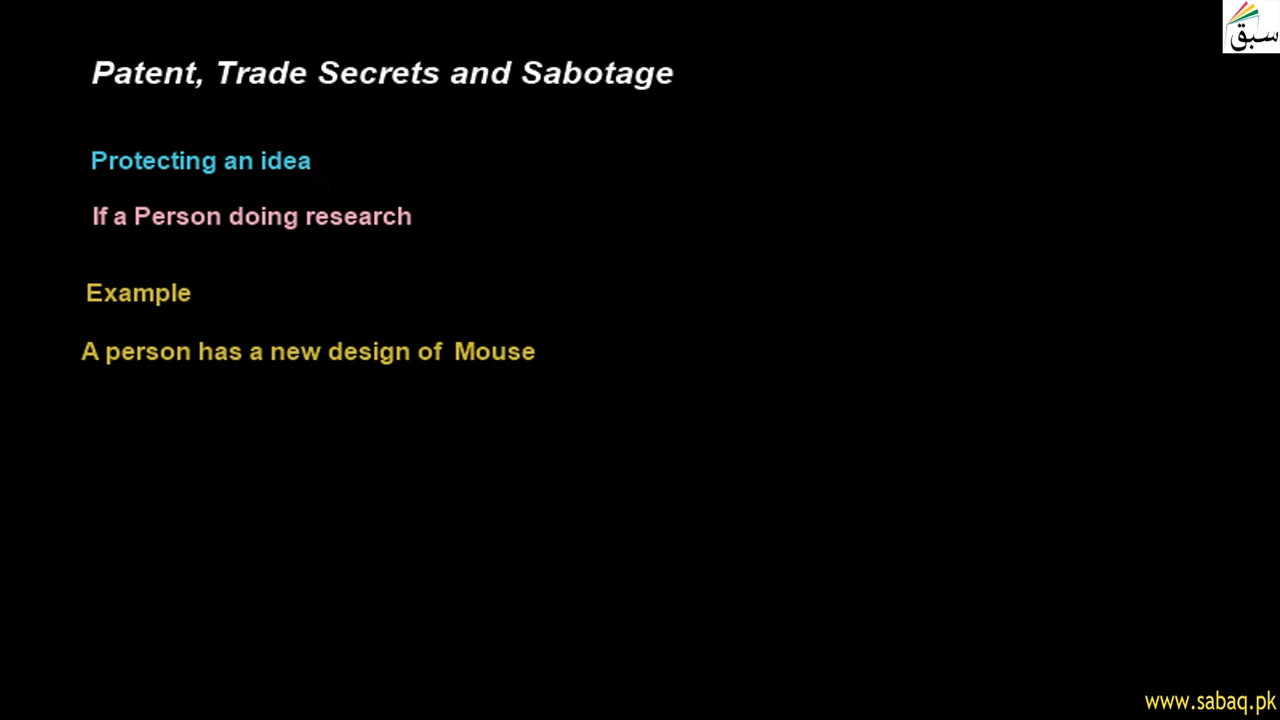 سبق
Patent, Trade Secrets and Sabotage
Protecting an idea
If a Person doing research
Example
A person has a new design of Mouse
www.sabaq.pk